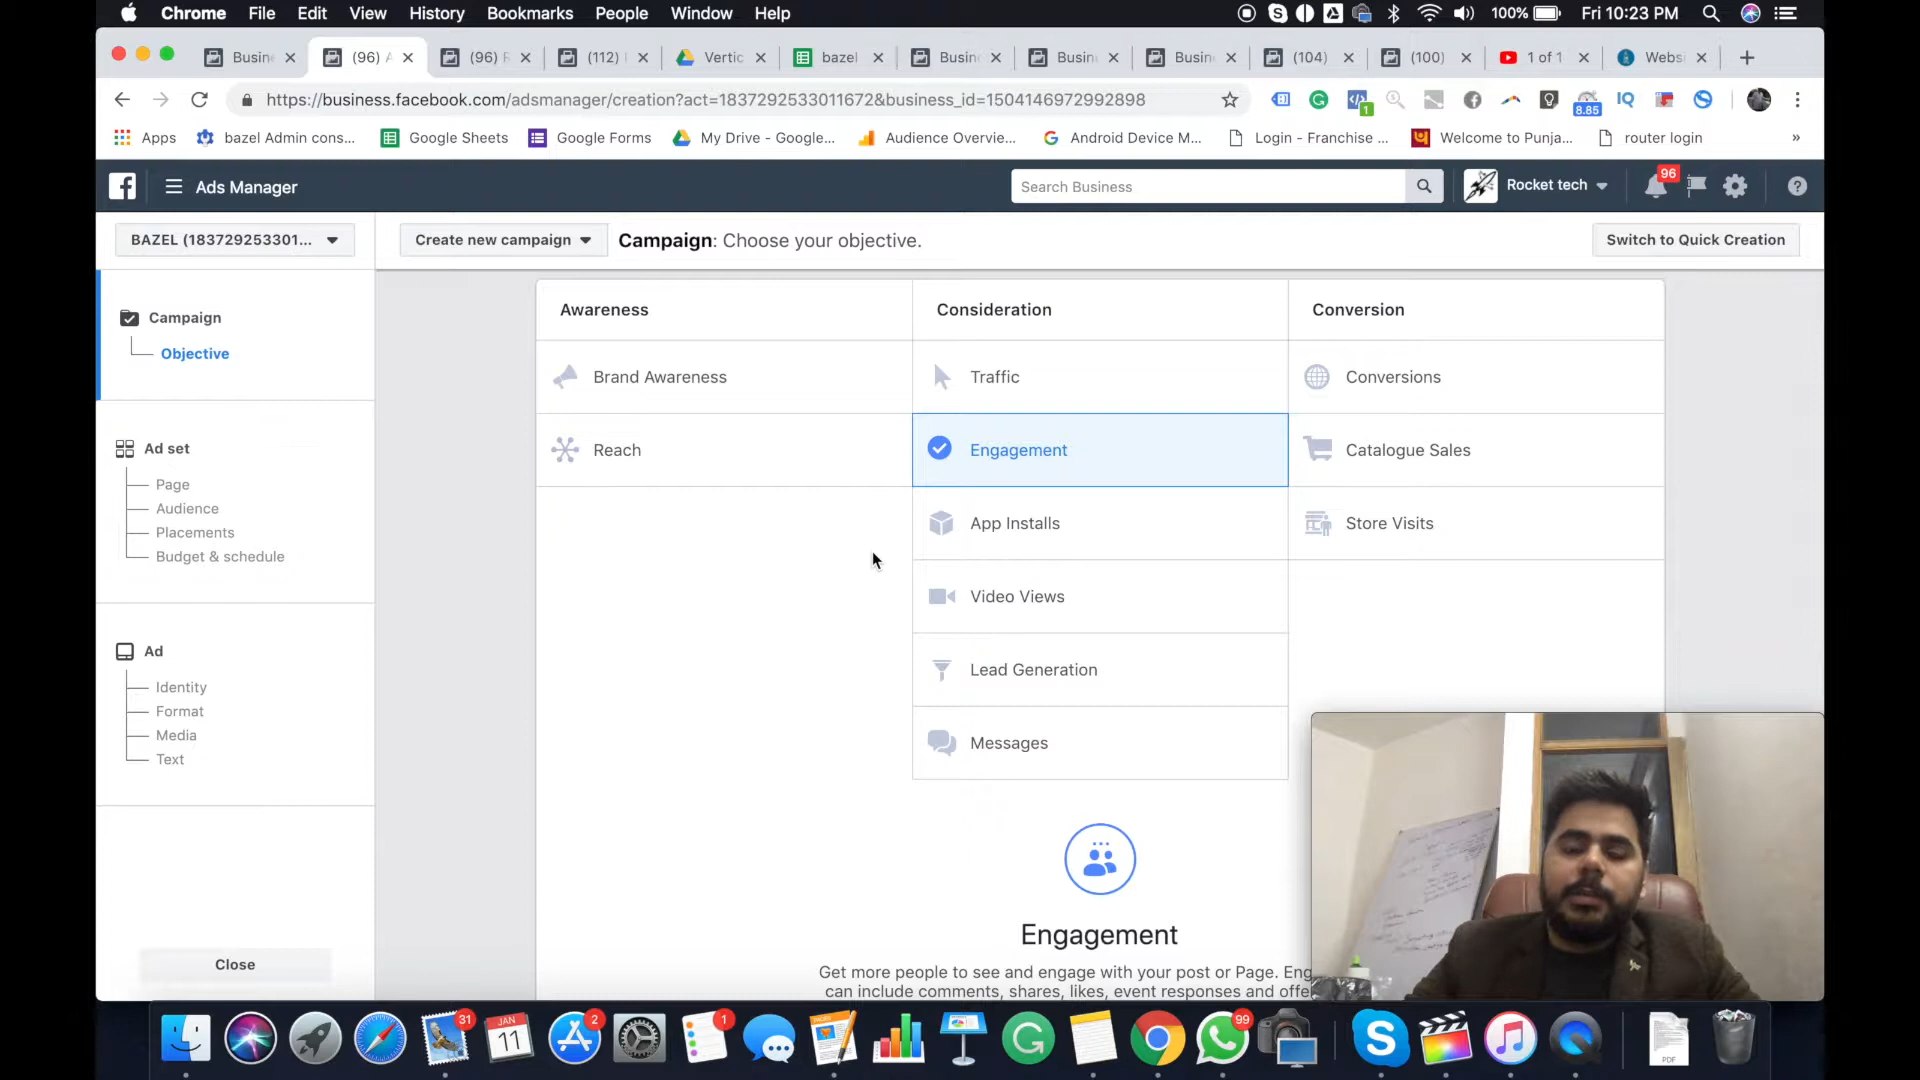 Chrome File Edit View History Bookmarks People Window Help 100% Fri 10:23 PM
Busine (96) A (96) R (112) Vertic bazel Busin Busin Busin (104) (100) 1 of 1 Webs
https://business.facebook.com/adsmanager/creation?act=1837292533011672&business_id=1504146972992898 1 8.85 IQ
Apps bazel Admin cons... Google Sheets Google Forms My Drive - Google... Audience Overvie... Android Device M... Login - Franchise ... Welcome to Punja... router login »
Ads Manager Search Business Rocket tech 96
BAZEL (183729253301... Create new campaign Campaign: Choose your objective. Switch to Quick Creation
Campaign
Objective
Ad set
Page
Audience
Placements
Budget & schedule
Ad
Identity
Format
Media
Text
Close
Awareness Consideration Conversion
Brand Awareness Traffic Conversions
Reach Engagement Catalogue Sales
App Installs Store Visits
Video Views
Lead Generation
Messages
Engagement
Get more people to see and engage with your post or Page. Eng
can include comments, shares, likes, event responses and offe
31 JAN 11 2 1 PAGES 99 PDF